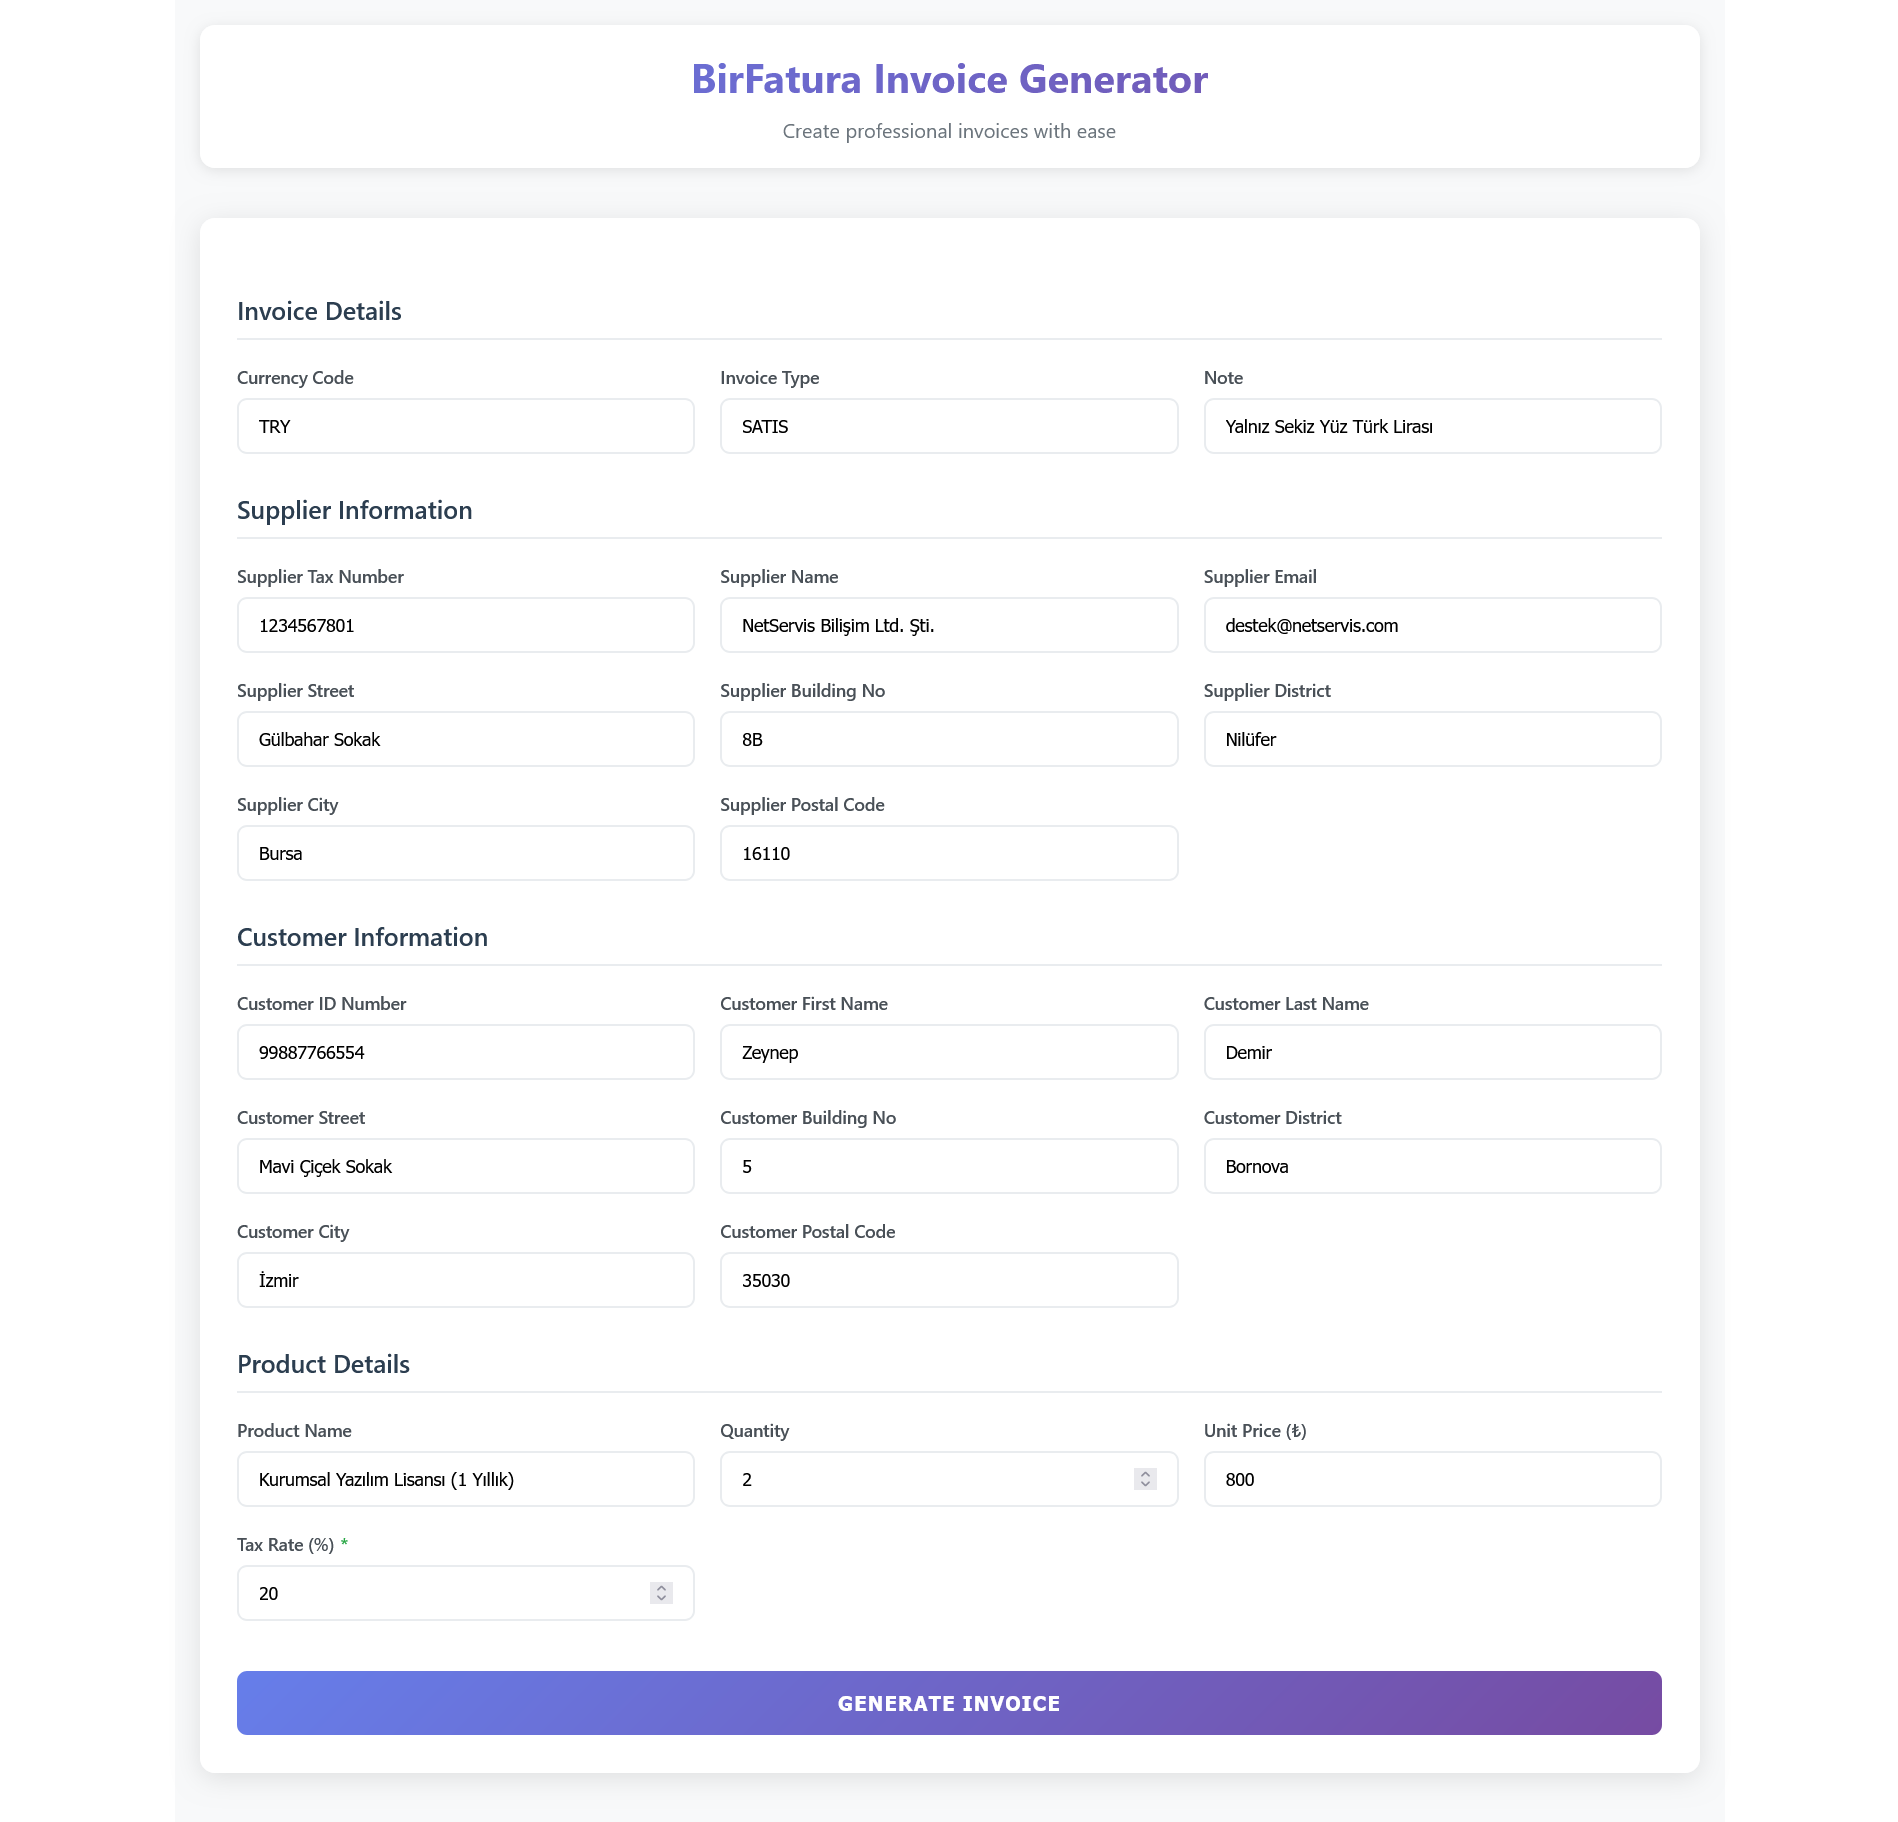 BirFatura Invoice Generator
Create professional invoices with ease
Invoice Details
Currency Code
TRY
Invoice Type
SATIS
Note
Yalnız Sekiz Yüz Türk Lirası
Supplier Information
Supplier Tax Number
1234567801
Supplier Name
NetServis Bilişim Ltd. Şti.
Supplier Email
destek@netservis.com
Supplier Street
Gülbahar Sokak
Supplier Building No
8B
Supplier District
Nilüfer
Supplier City
Bursa
Supplier Postal Code
16110
Customer Information
Customer ID Number
99887766554
Customer First Name
Zeynep
Customer Last Name
Demir
Customer Street
Mavi Çiçek Sokak
Customer Building No
5
Customer District
Bornova
Customer City
İzmir
Customer Postal Code
35030
Product Details
Product Name
Kurumsal Yazılım Lisansı (1 Yıllık)
Quantity
2
Unit Price (₺)
800
Tax Rate (%) *
20
GENERATE INVOICE